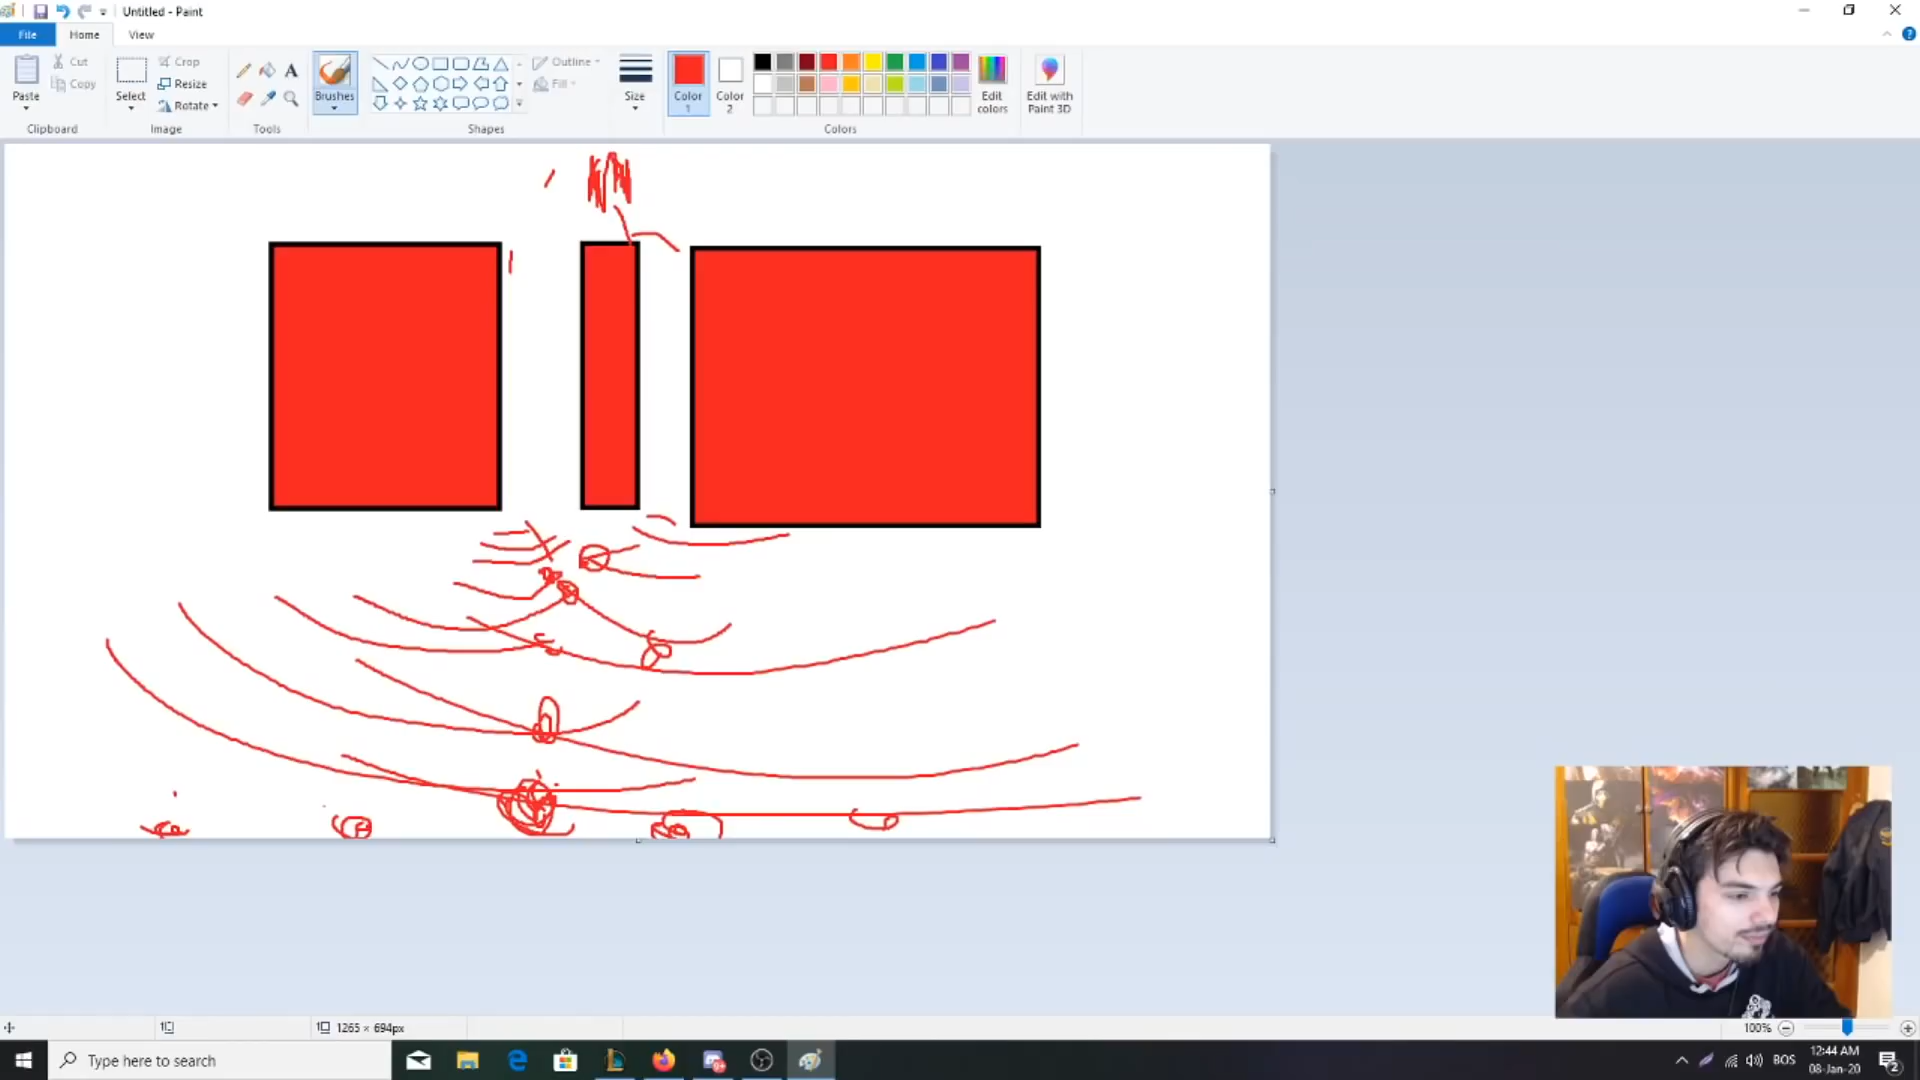 Untitled - Paint
File Home View
Cut
Copy
Paste
Crop
Resize
Rotate
Select
Brushes
Outline
Fill
Size
Color 1
Color 2
Edit colors
Edit with Paint 3D
Clipboard Image Tools Shapes Colors
1265 × 694px
100%
Type here to search
9+
BOS
12:44 AM
08-Jan-20
2